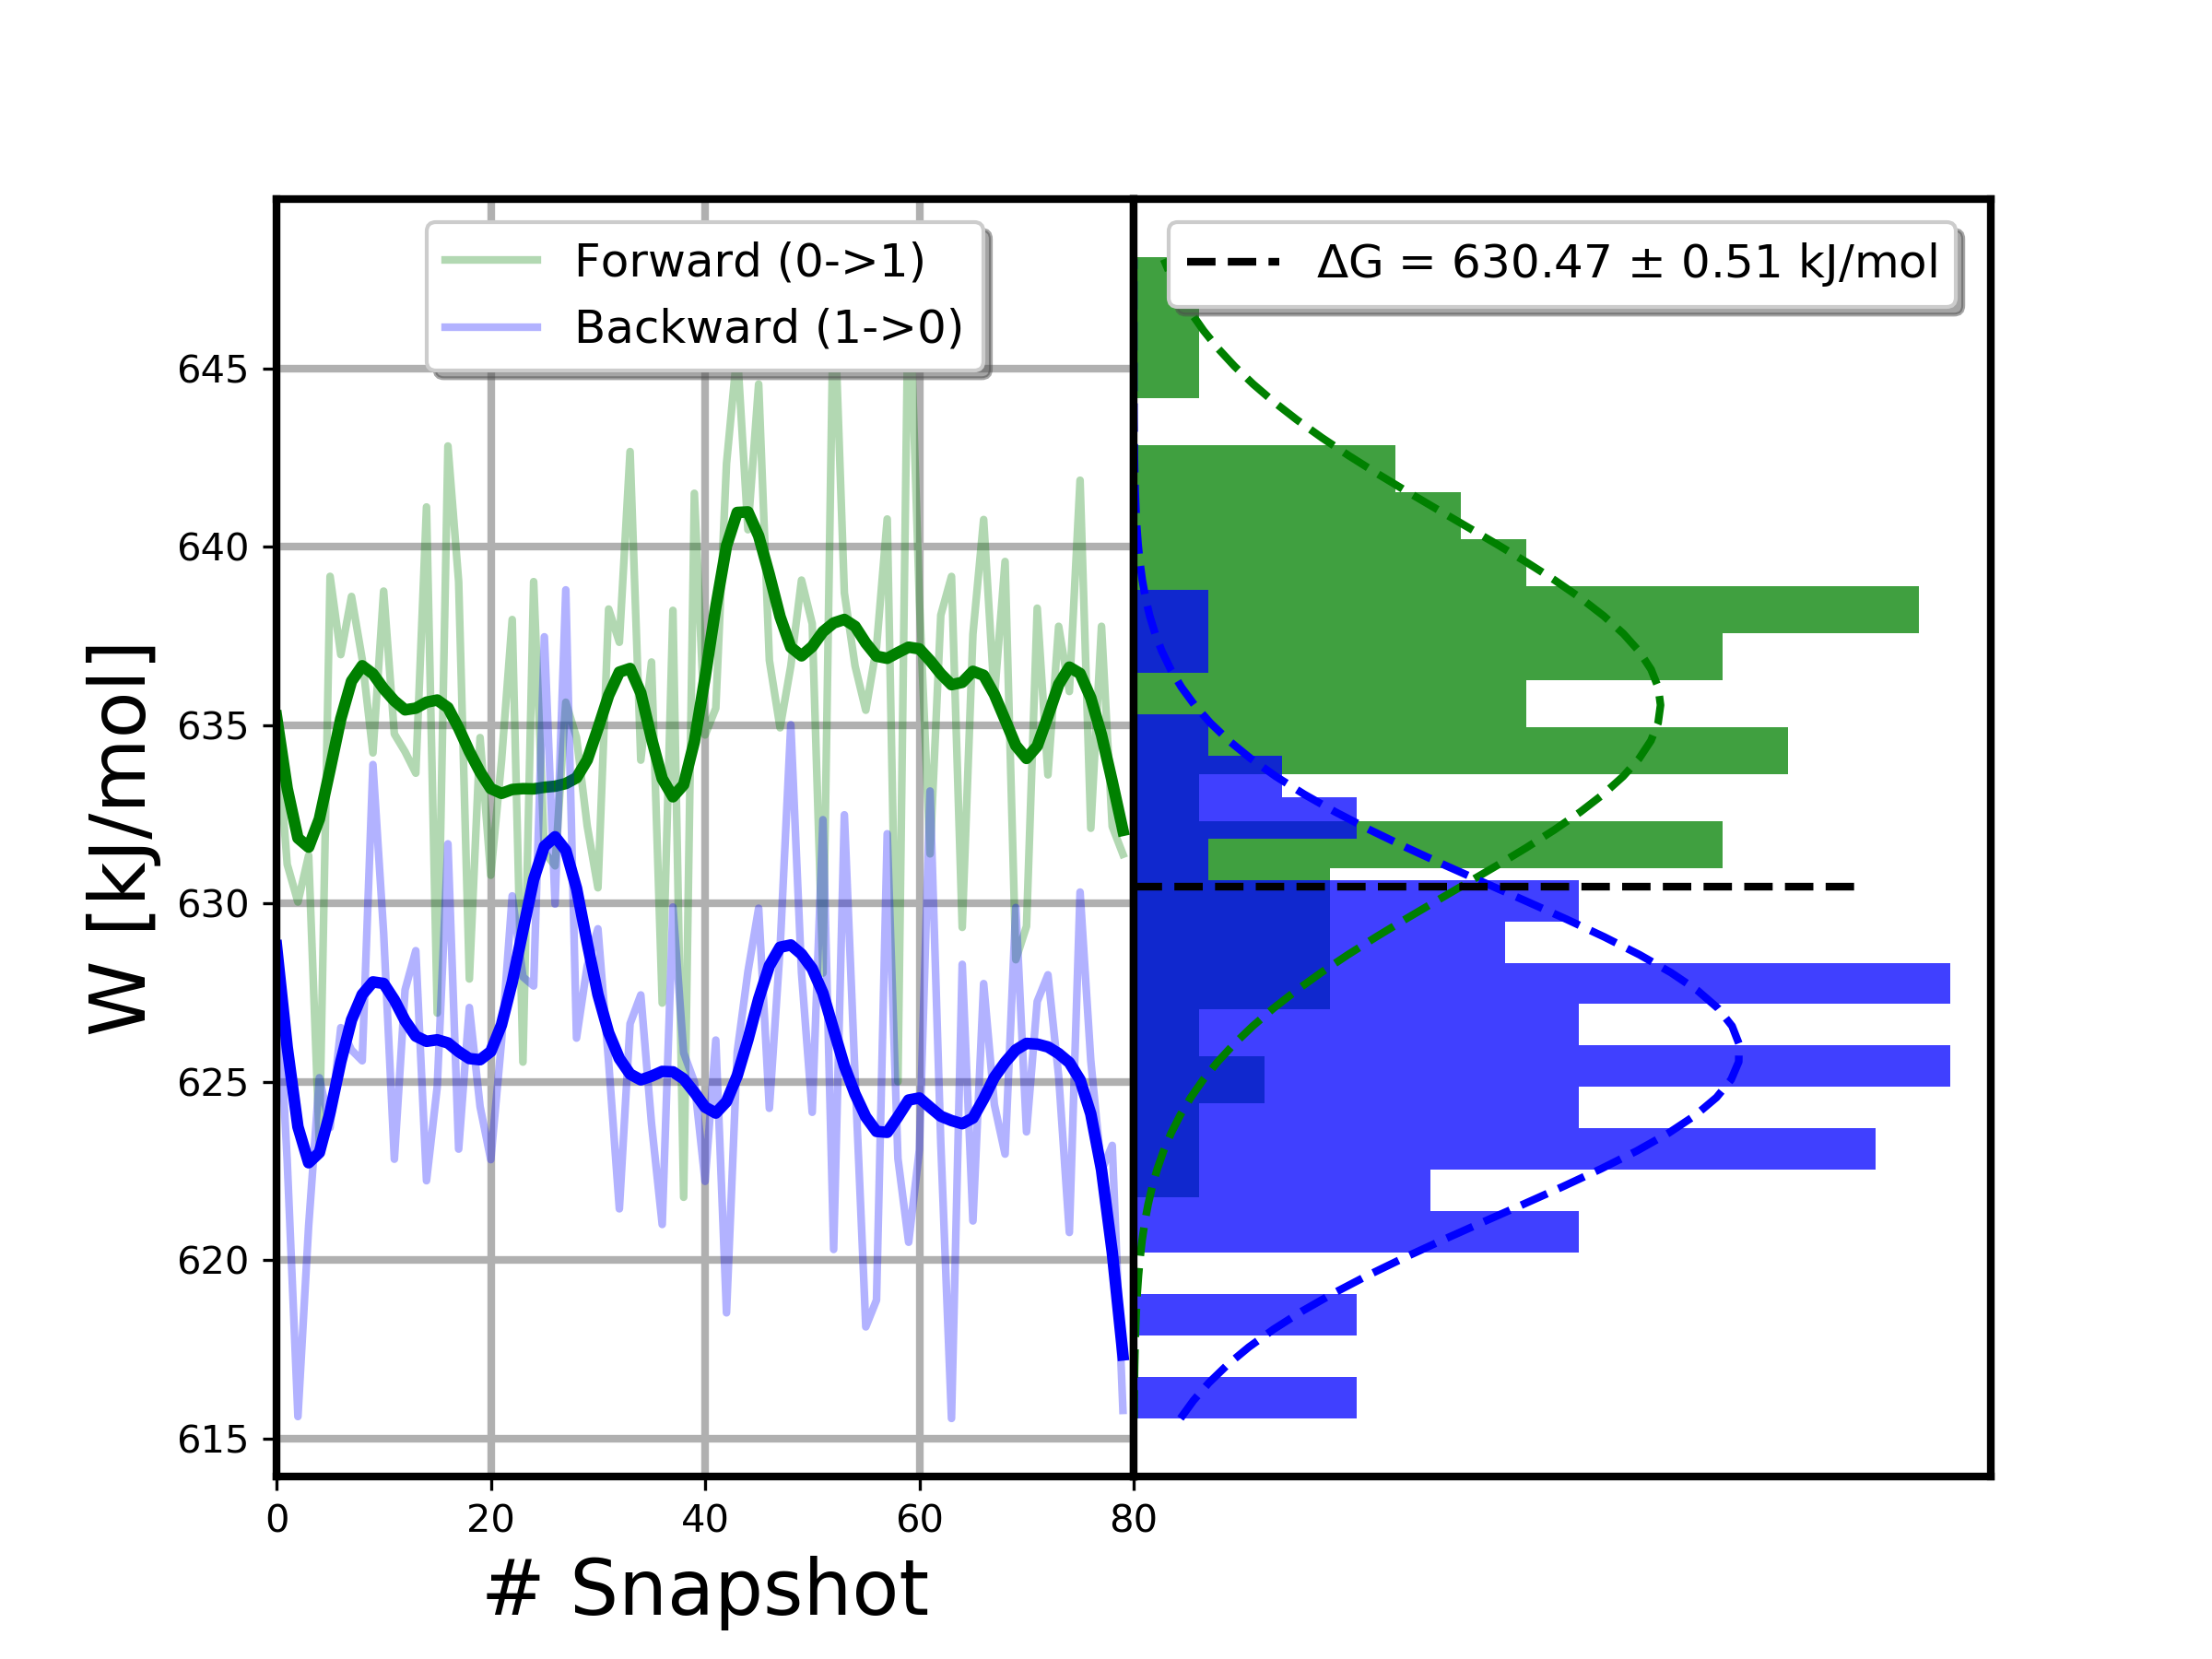 Forward (0->1)
Backward (1->0)
ΔG = 630.47 ± 0.51 kJ/mol
W [kJ/mol]
645
640
635
630
625
620
615
0 20 40 60 80
# Snapshot